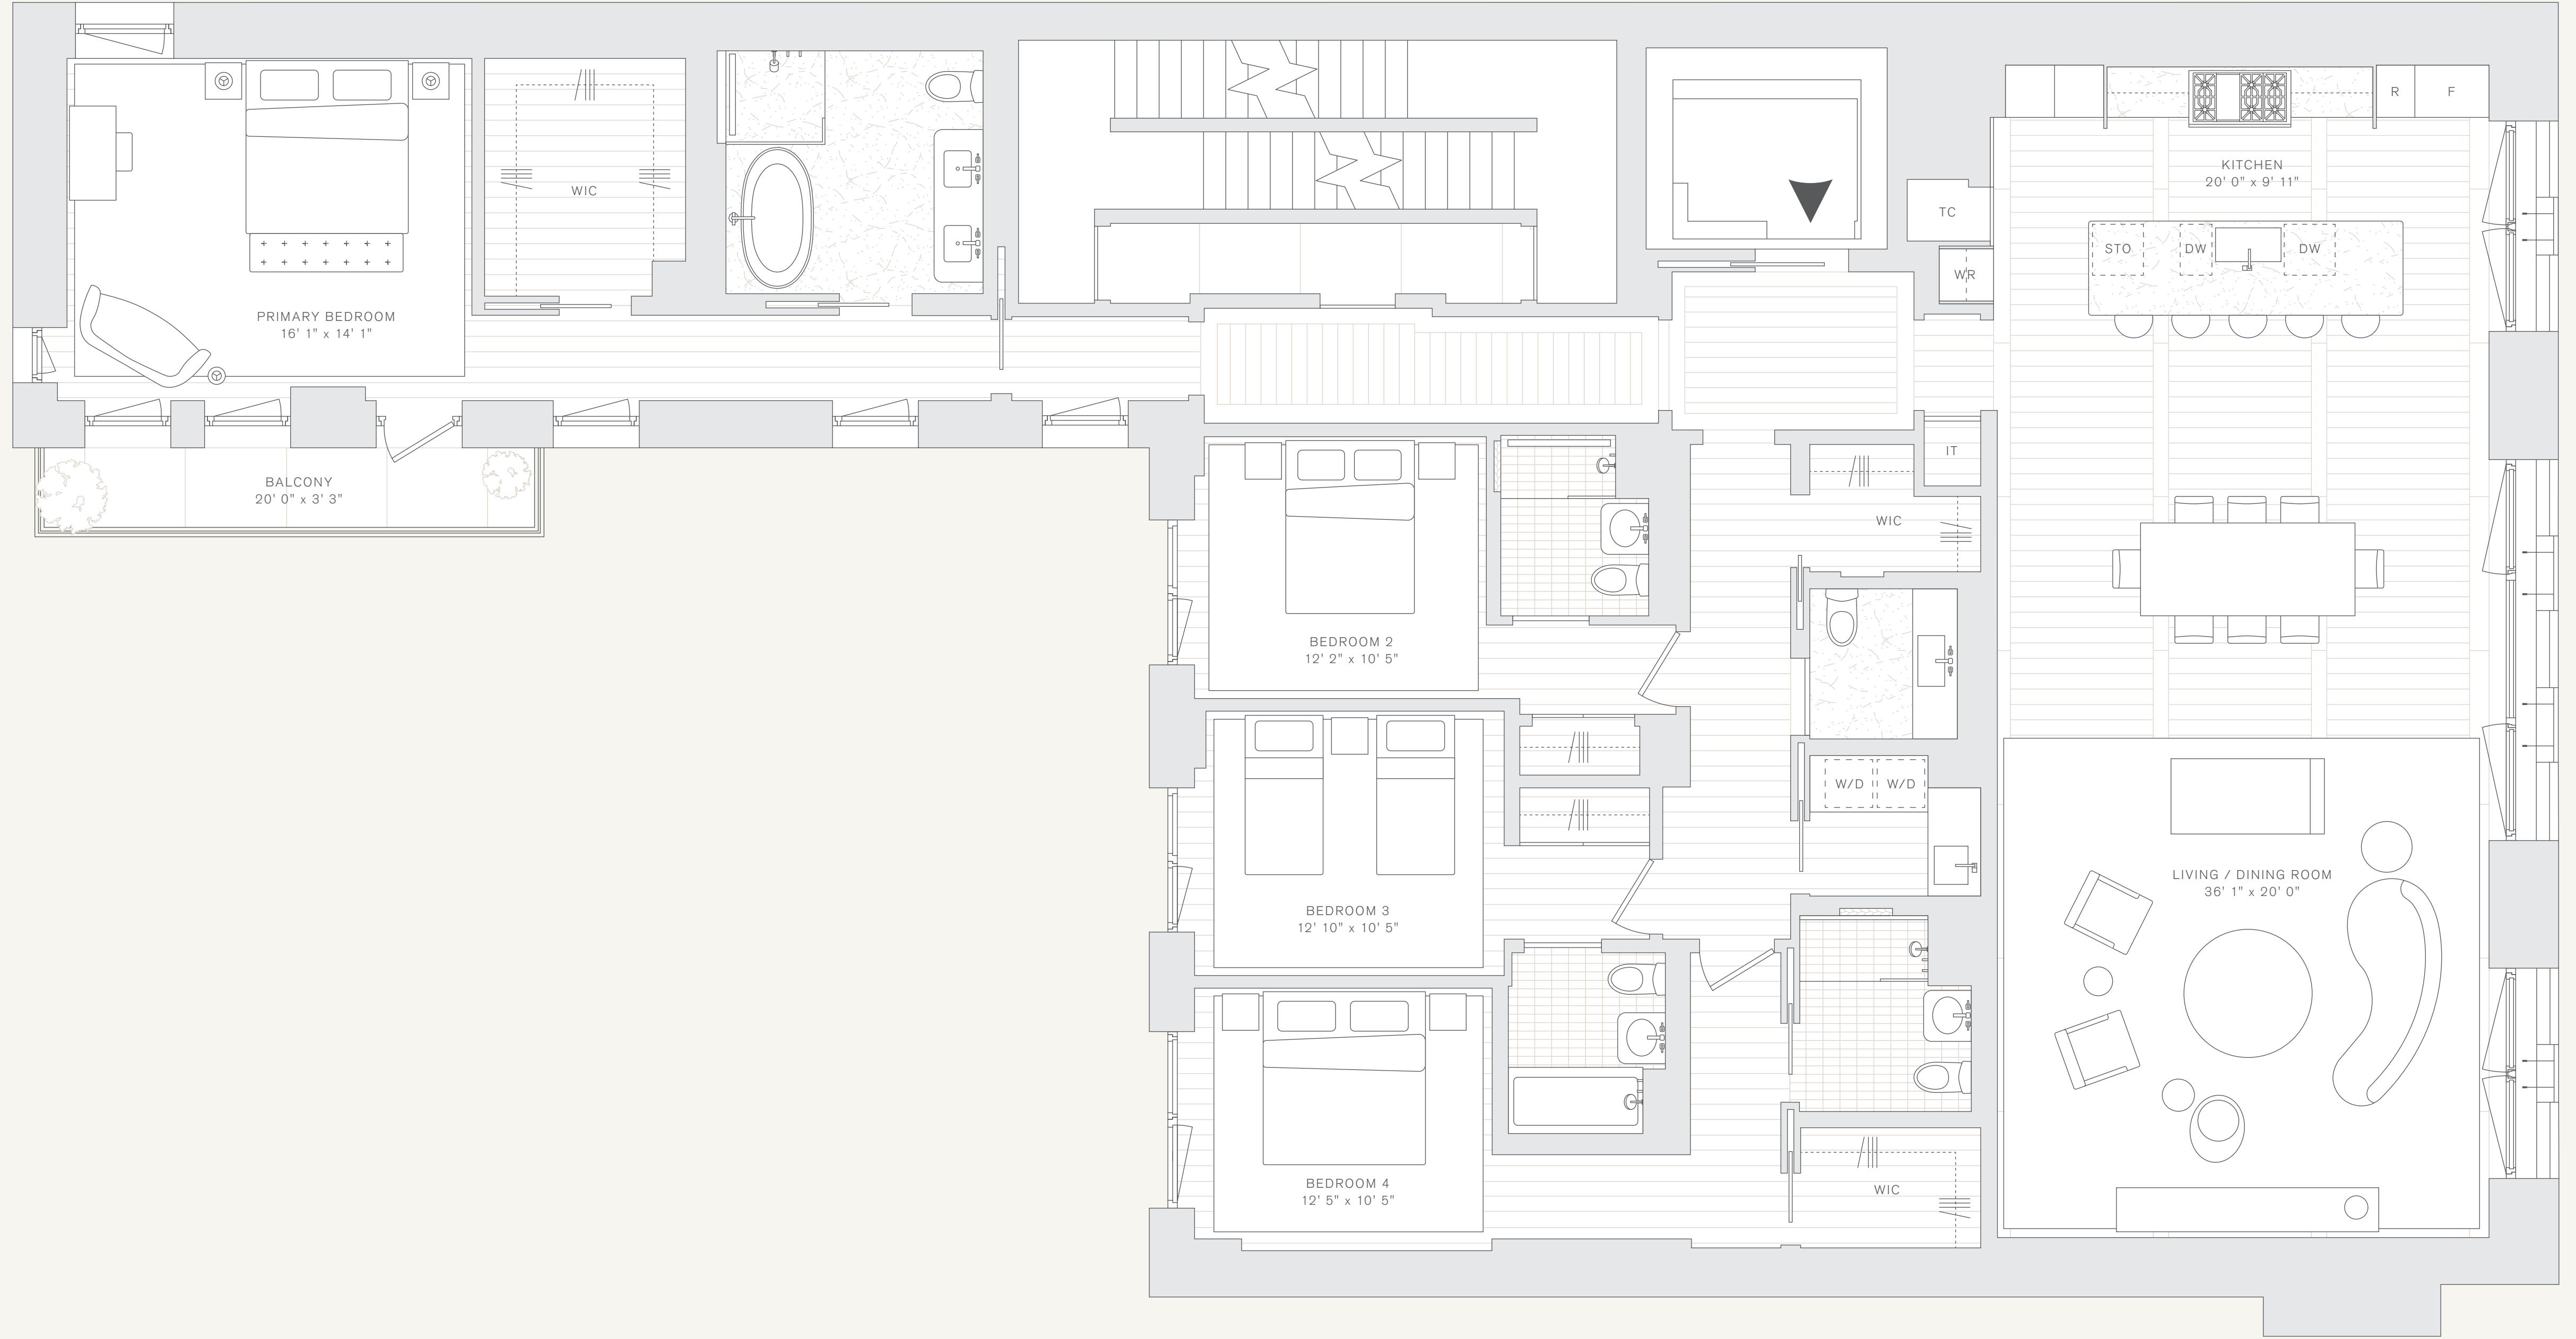 R
F
KITCHEN
20' 0" x 9' 11"
WIC
TC
STO
DW
DW
WR
PRIMARY BEDROOM
16' 1" x 14' 1"
BALCONY
20' 0" x 3' 3"
IT
WIC
BEDROOM 2
12' 2" x 10' 5"
W/D
W/D
LIVING / DINING ROOM
36' 1" x 20' 0"
BEDROOM 3
12' 10" x 10' 5"
BEDROOM 4
12' 5" x 10' 5"
WIC